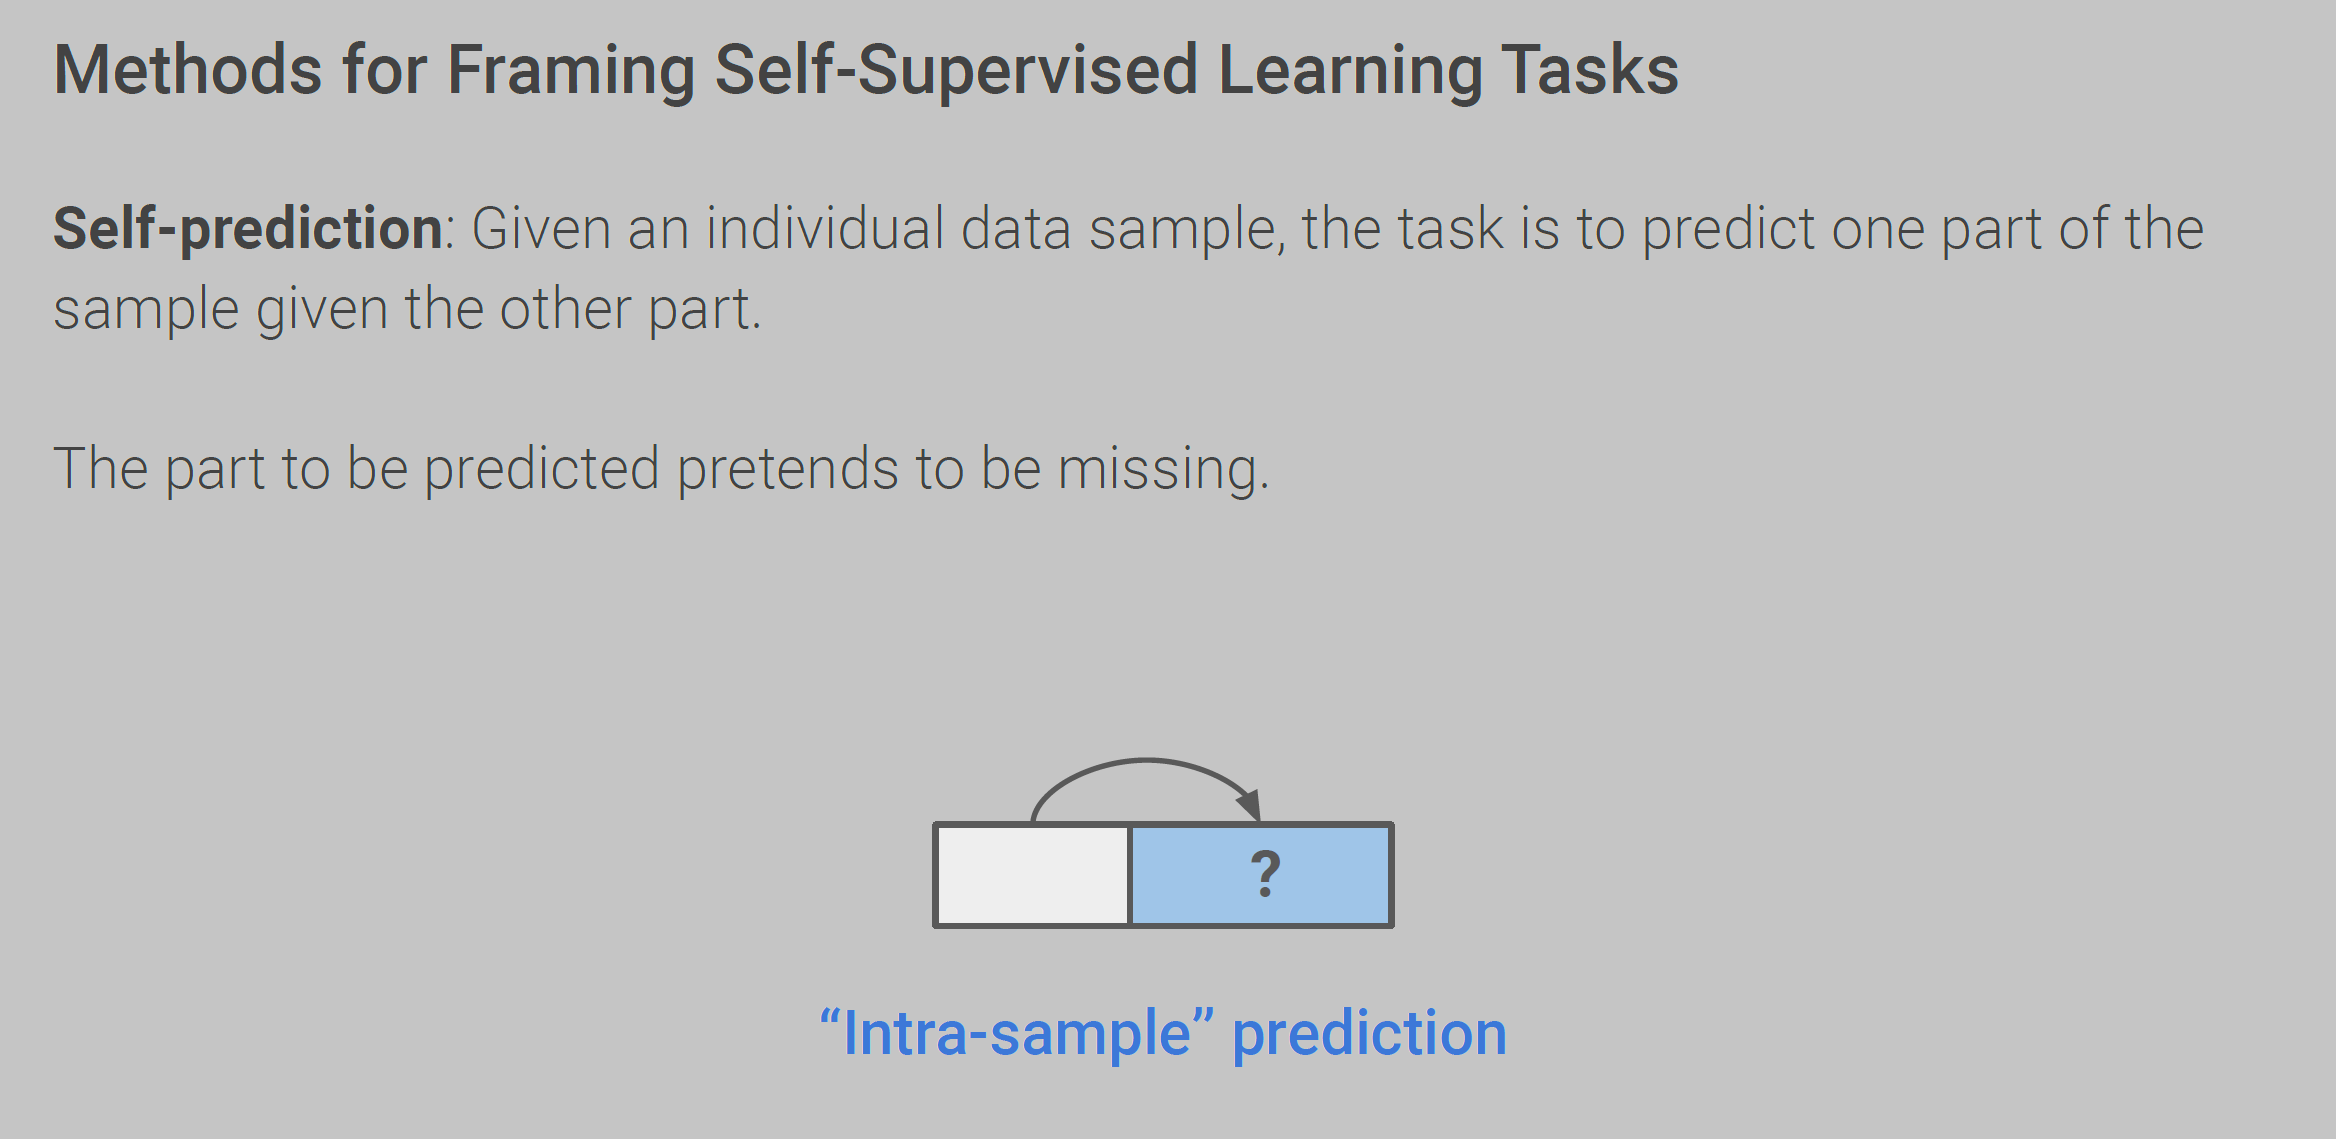 Methods for Framing Self-Supervised Learning Tasks
Self-prediction: Given an individual data sample, the task is to predict one part of the
sample given the other part.
The part to be predicted pretends to be missing.
?
“Intra-sample” prediction